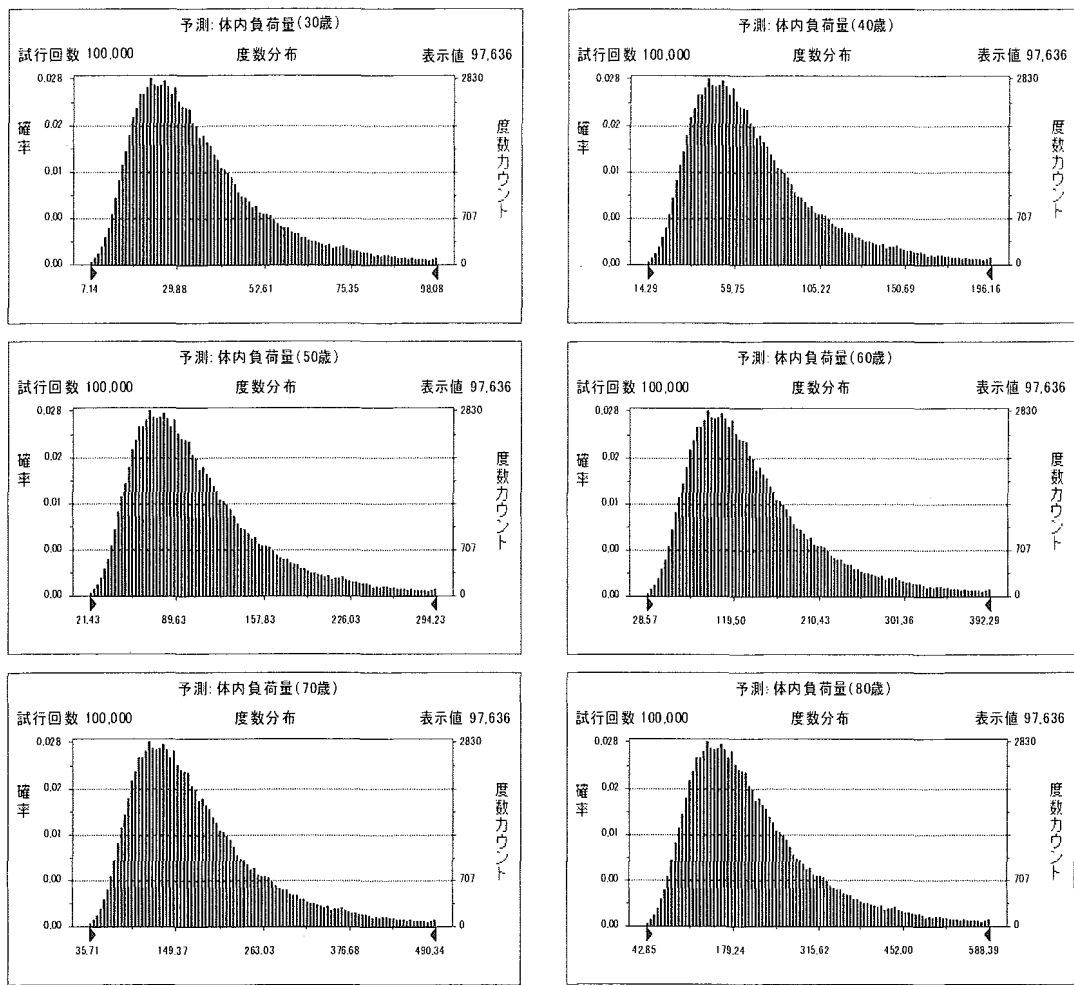 予測: 体内負荷量(30歳)
試行回数 100,000 度数分布 表示値 97,636
0.028
0.02
0.01
0.00
0.00
確率
2830
707
0
度数カウント
7.14 29.88 52,61 75,35 98.08
予測: 体内負荷量(40歳)
試行回数 100,000 度数分布 表示値 97,636
0.028
0.02
0.01
0.00
0.00
確率
2830
707
0
度数カウント
14.29 59,75 105,22 150,69 196,16
予測: 体内負荷量(50歳)
試行回数 100,000 度数分布 表示値 97,636
0.028
0.02
0.01
0.00
0.00
確率
2830
707
0
度数カウント
21.43 89,63 157,83 226,03 294,23
予測: 体内負荷量(60歳)
試行回数 100,000 度数分布 表示値 97,636
0.028
0.02
0.01
0.00
0.00
確率
2830
707
0
度数カウント
28.57 119,50 210,43 301,36 392,29
予測: 体内負荷量(70歳)
試行回数 100,000 度数分布 表示値 97,636
0.028
0.02
0.01
0.00
0.00
確率
2830
707
0
度数カウント
35,71 149,37 263,03 376,68 490,34
予測: 体内負荷量(80歳)
試行回数 100,000 度数分布 表示値 97,636
0.028
0.02
0.01
0.00
0.00
確率
2830
707
0
度数カウント
42,85 179,24 315,62 452,00 588,39